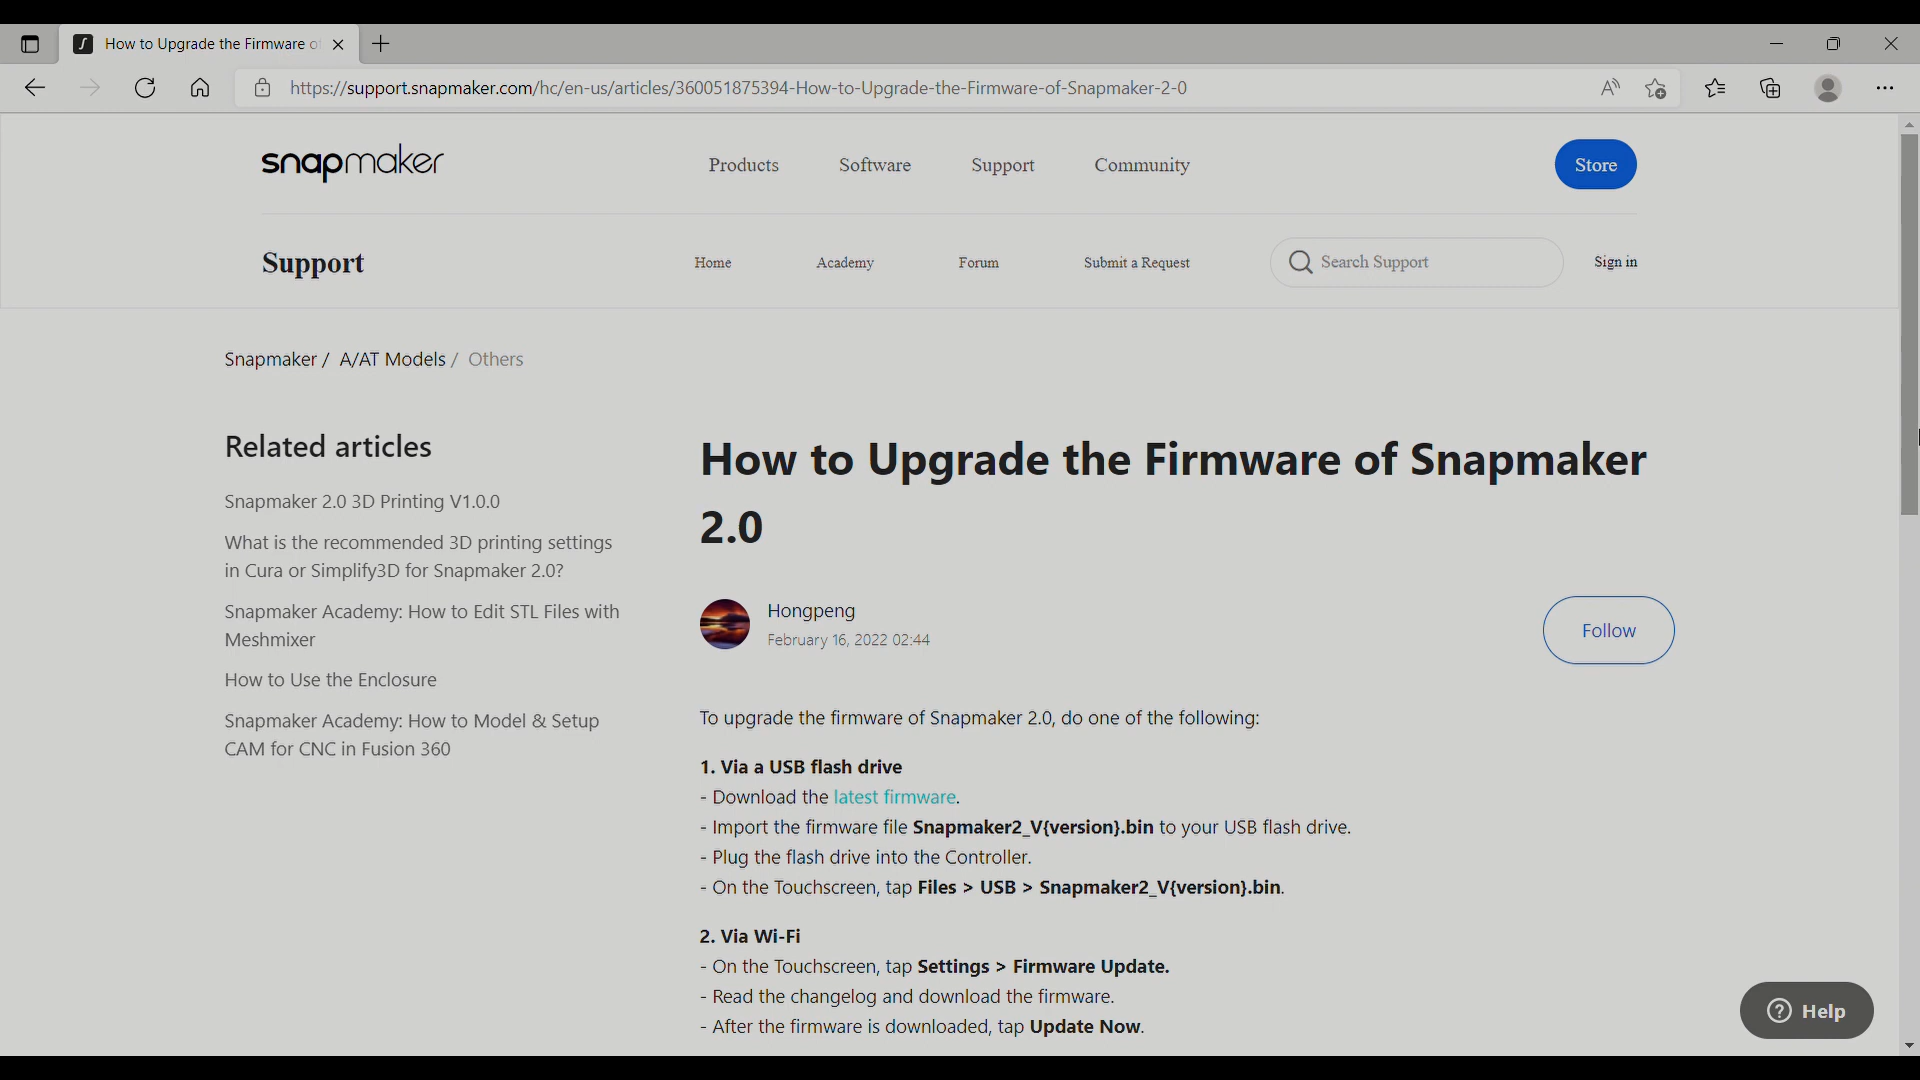 How to Upgrade the Firmware o
https://support.snapmaker.com/hc/en-us/articles/360051875394-How-to-Upgrade-the-Firmware-of-Snapmaker-2-0
snapmaker
Products Software Support Community Store
Support Home Academy Forum Submit a Request Search Support Sign in
Snapmaker / A/AT Models / Others
Related articles
Snapmaker 2.0 3D Printing V1.0.0
What is the recommended 3D printing settings
in Cura or Simplify3D for Snapmaker 2.0?
Snapmaker Academy: How to Edit STL Files with
Meshmixer
How to Use the Enclosure
Snapmaker Academy: How to Model & Setup
CAM for CNC in Fusion 360
How to Upgrade the Firmware of Snapmaker
2.0
Hongpeng
February 16, 2022 02:44
Follow
To upgrade the firmware of Snapmaker 2.0, do one of the following:
1. Via a USB flash drive
- Download the latest firmware.
- Import the firmware file Snapmaker2_V{version}.bin to your USB flash drive.
- Plug the flash drive into the Controller.
- On the Touchscreen, tap Files > USB > Snapmaker2_V{version}.bin.
2. Via Wi-Fi
- On the Touchscreen, tap Settings > Firmware Update.
- Read the changelog and download the firmware.
- After the firmware is downloaded, tap Update Now.
Help